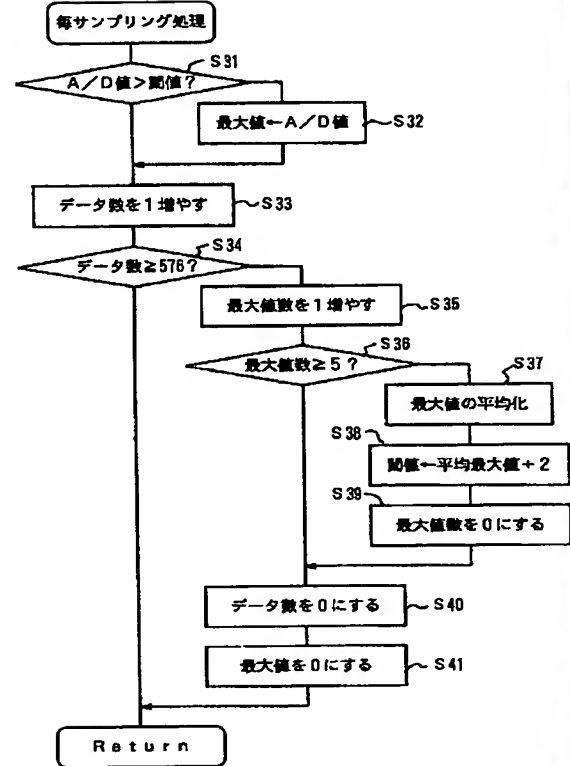 毎サンプリング処理
S31
A/D値>閾値?
最大値←A/D値
S32
データ数を1増やす
S33
S34
データ数≧576?
最大値数を1増やす
S35
S36
最大値数≧5?
S37
最大値の平均化
S38
閾値←平均最大値+2
S39
最大値数を0にする
データ数を0にする
S40
最大値を0にする
S41
Return